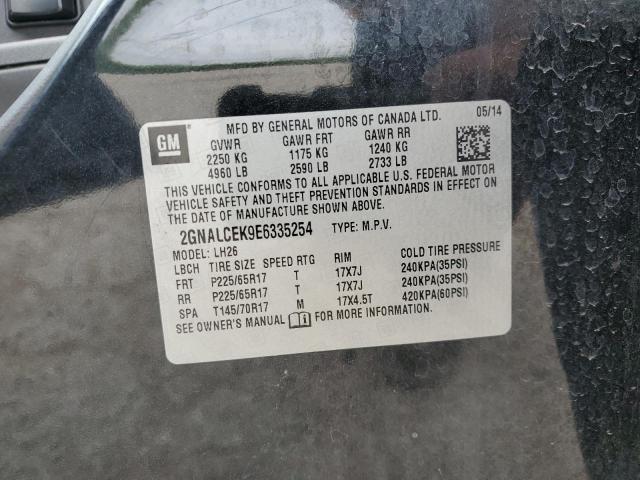 GM
MFD BY GENERAL MOTORS OF CANADA LTD. 05/14
GVWR GAWR FRT GAWR RR
2250 KG 1175 KG 1240 KG
4960 LB 2590 LB 2733 LB
THIS VEHICLE CONFORMS TO ALL APPLICABLE U.S. FEDERAL MOTOR
VEHICLE SAFETY AND THEFT PREVENTION STANDARDS IN EFFECT ON
THE DATE OF MANUFACTURE SHOWN ABOVE.
2GNALCEK9E6335254 TYPE: M.P.V.
MODEL: LH26
LBCH TIRE SIZE SPEED RTG RIM COLD TIRE PRESSURE
FRT P225/65R17 T 17X7J 240KPA(35PSI)
RR P225/65R17 T 17X7J 240KPA(35PSI)
SPA T145/70R17 M 17X4.5T 420KPA(60PSI)
SEE OWNER'S MANUAL FOR MORE INFORMATION.